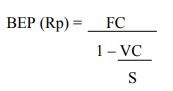 BEP (Rp) = FC
1 – VC
S